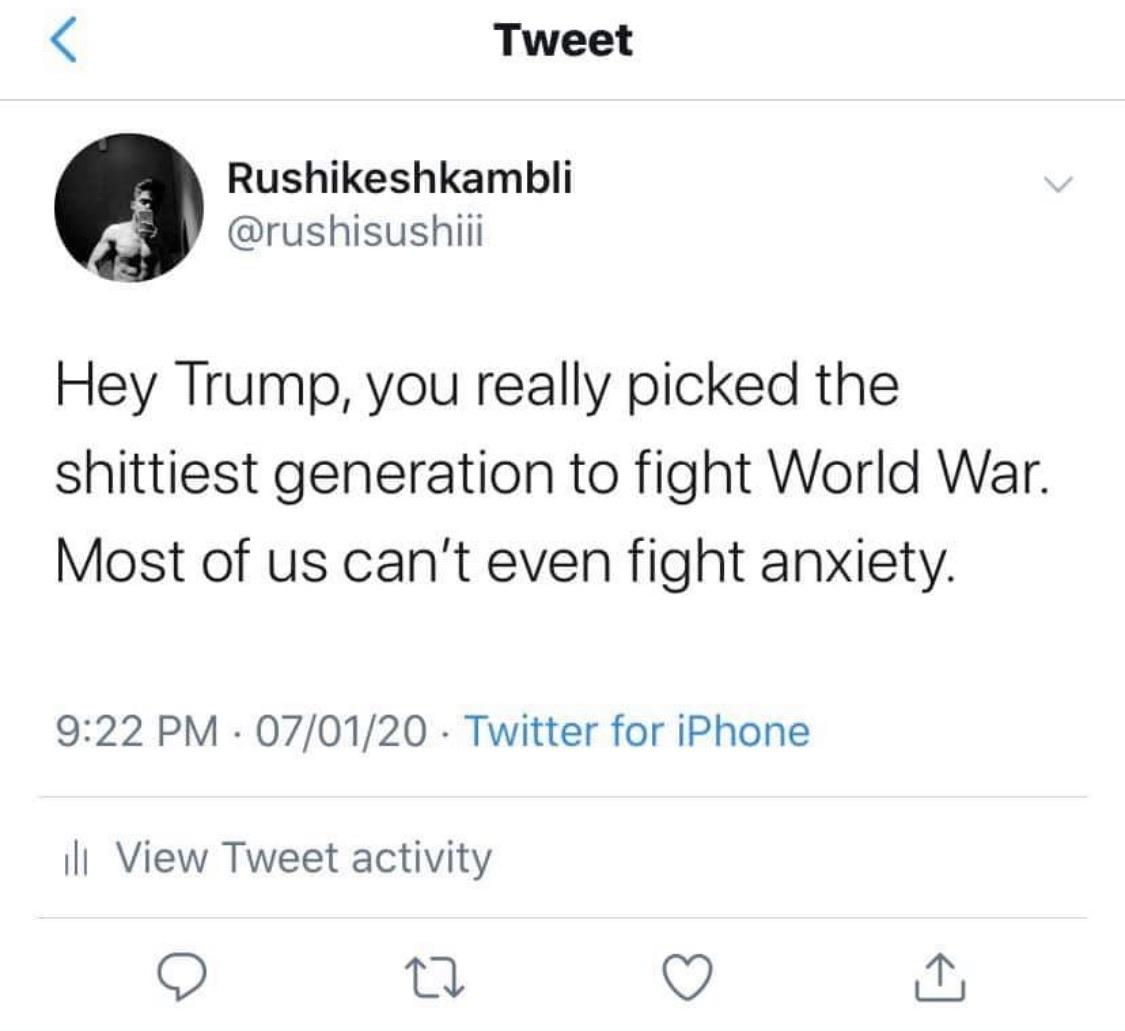 Tweet
Rushikeshkambli
@rushisushiii
Hey Trump, you really picked the
shittiest generation to fight World War.
Most of us can't even fight anxiety.
9:22 PM · 07/01/20 · Twitter for iPhone
View Tweet activity